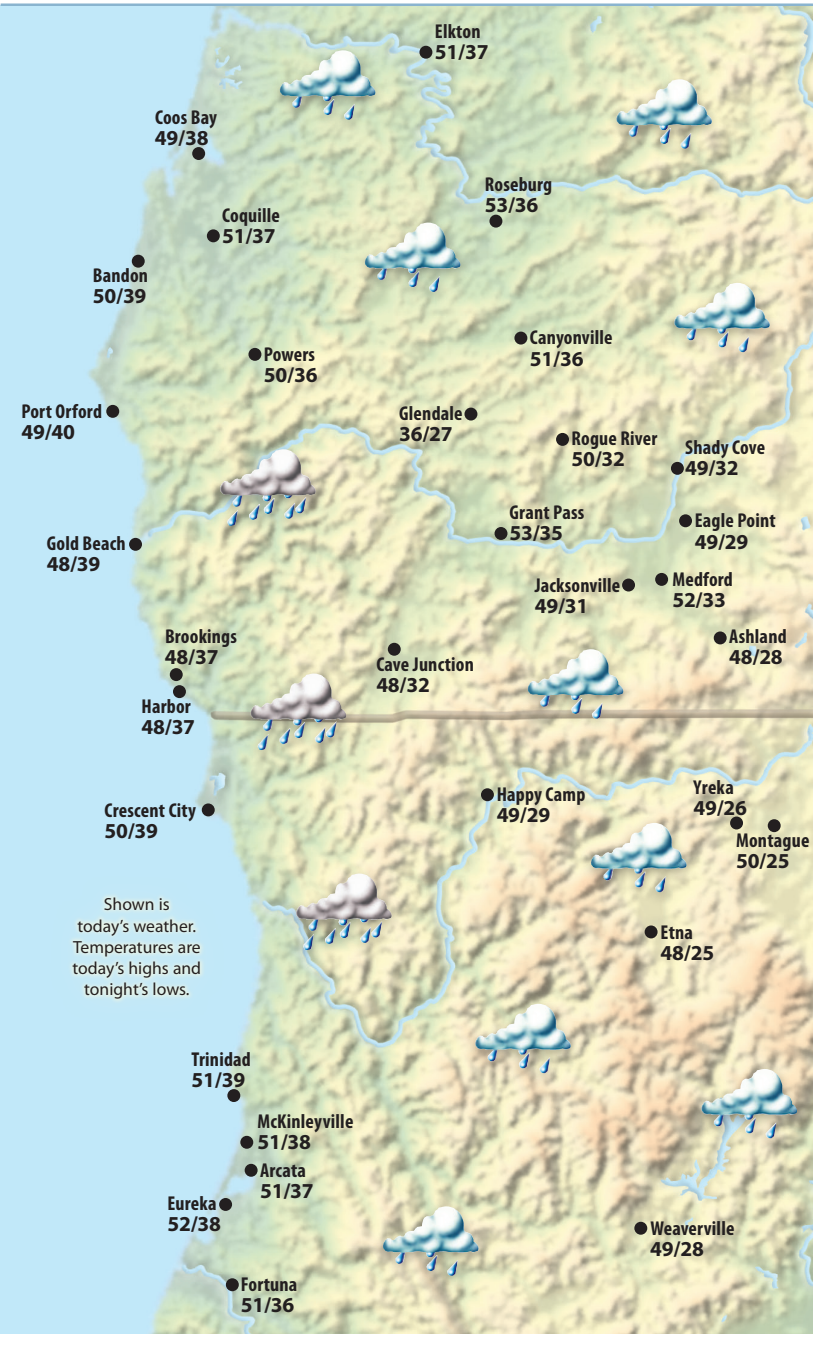 Elkton
51/37
Coos Bay
49/38
Roseburg
53/36
Coquille
51/37
Bandon
50/39
Canyonville
51/36
Powers
50/36
Port Orford
49/40
Glendale
36/27
Rogue River
50/32
Shady Cove
49/32
Grant Pass
53/35
Eagle Point
49/29
Gold Beach
48/39
Jacksonville
49/31
Medford
52/33
Brookings
48/37
Ashland
48/28
Cave Junction
48/32
Harbor
48/37
Happy Camp
49/29
Yreka
49/26
Crescent City
50/39
Montague
50/25
Shown is
today's weather.
Temperatures are
today's highs and
tonight's lows.
Etna
48/25
Trinidad
51/39
McKinleyville
51/38
Arcata
51/37
Eureka
52/38
Weaverville
49/28
Fortuna
51/36